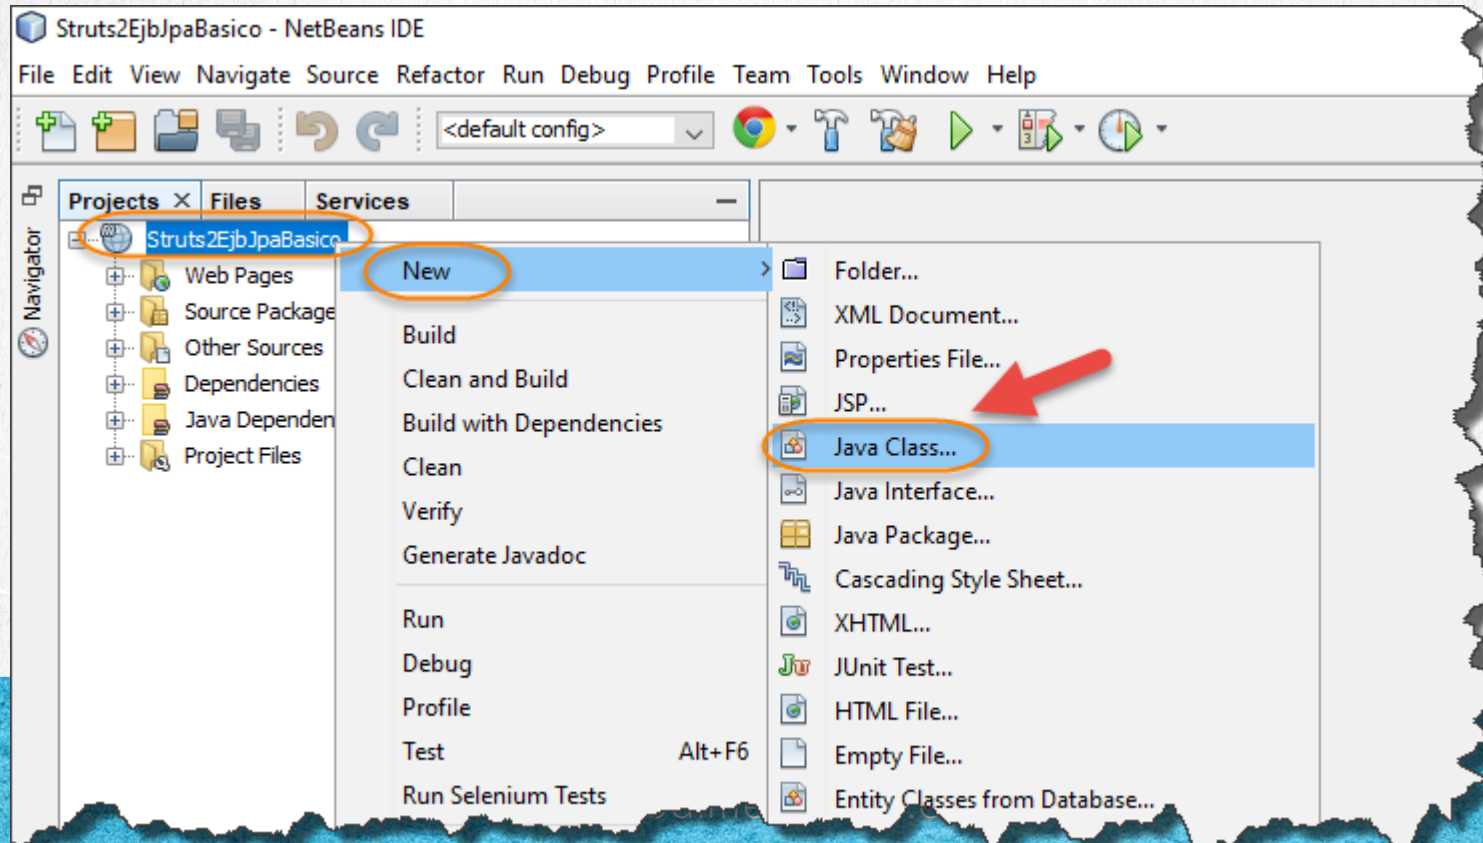 Struts2EjbJpaBasico - NetBeans IDE
File Edit View Navigate Source Refactor Run Debug Profile Team Tools Window Help
<default config>
Projects Files Services
Navigator
Struts2EjbJpaBasico
Web Pages
Source Package
Other Sources
Dependencies
Java Dependen
Project Files
New
Build
Clean and Build
Build with Dependencies
Clean
Verify
Generate Javadoc
Run
Debug
Profile
Test Alt+F6
Run Selenium Tests
Folder...
XML Document...
Properties File...
JSP...
Java Class...
Java Interface...
Java Package...
Cascading Style Sheet...
XHTML...
JUnit Test...
HTML File...
Empty File...
Entity Classes from Database...